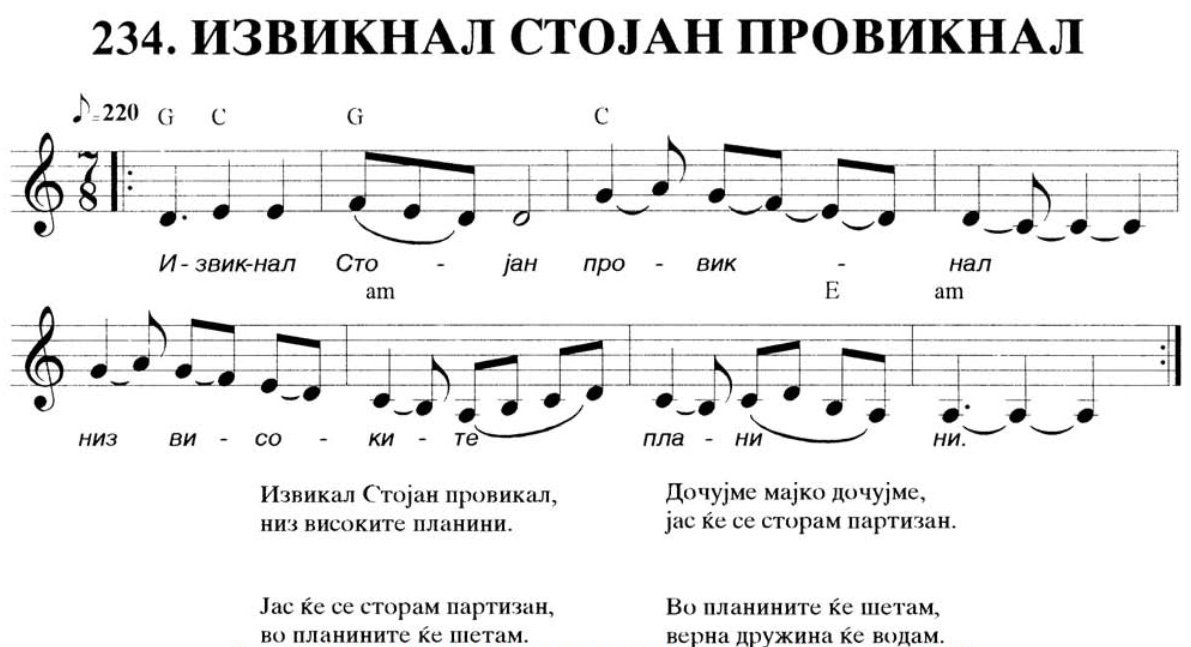 234. ИЗВИКНАЛ СТОЈАН ПРОВИКНАЛ
♪=220 G C G C
7/8
И - звик-нал Сто - јан про - вик - нал
am E am
низ ви - со - ки - те пла - ни ни.
Извикал Стојан провикал,
низ високите планини.
Дочујме мајко дочујме,
јас ќе се сторам партизан.
Јас ќе се сторам партизан,
во планините ќе шетам.
Во планините ќе шетам,
верна дружина ќе водам.